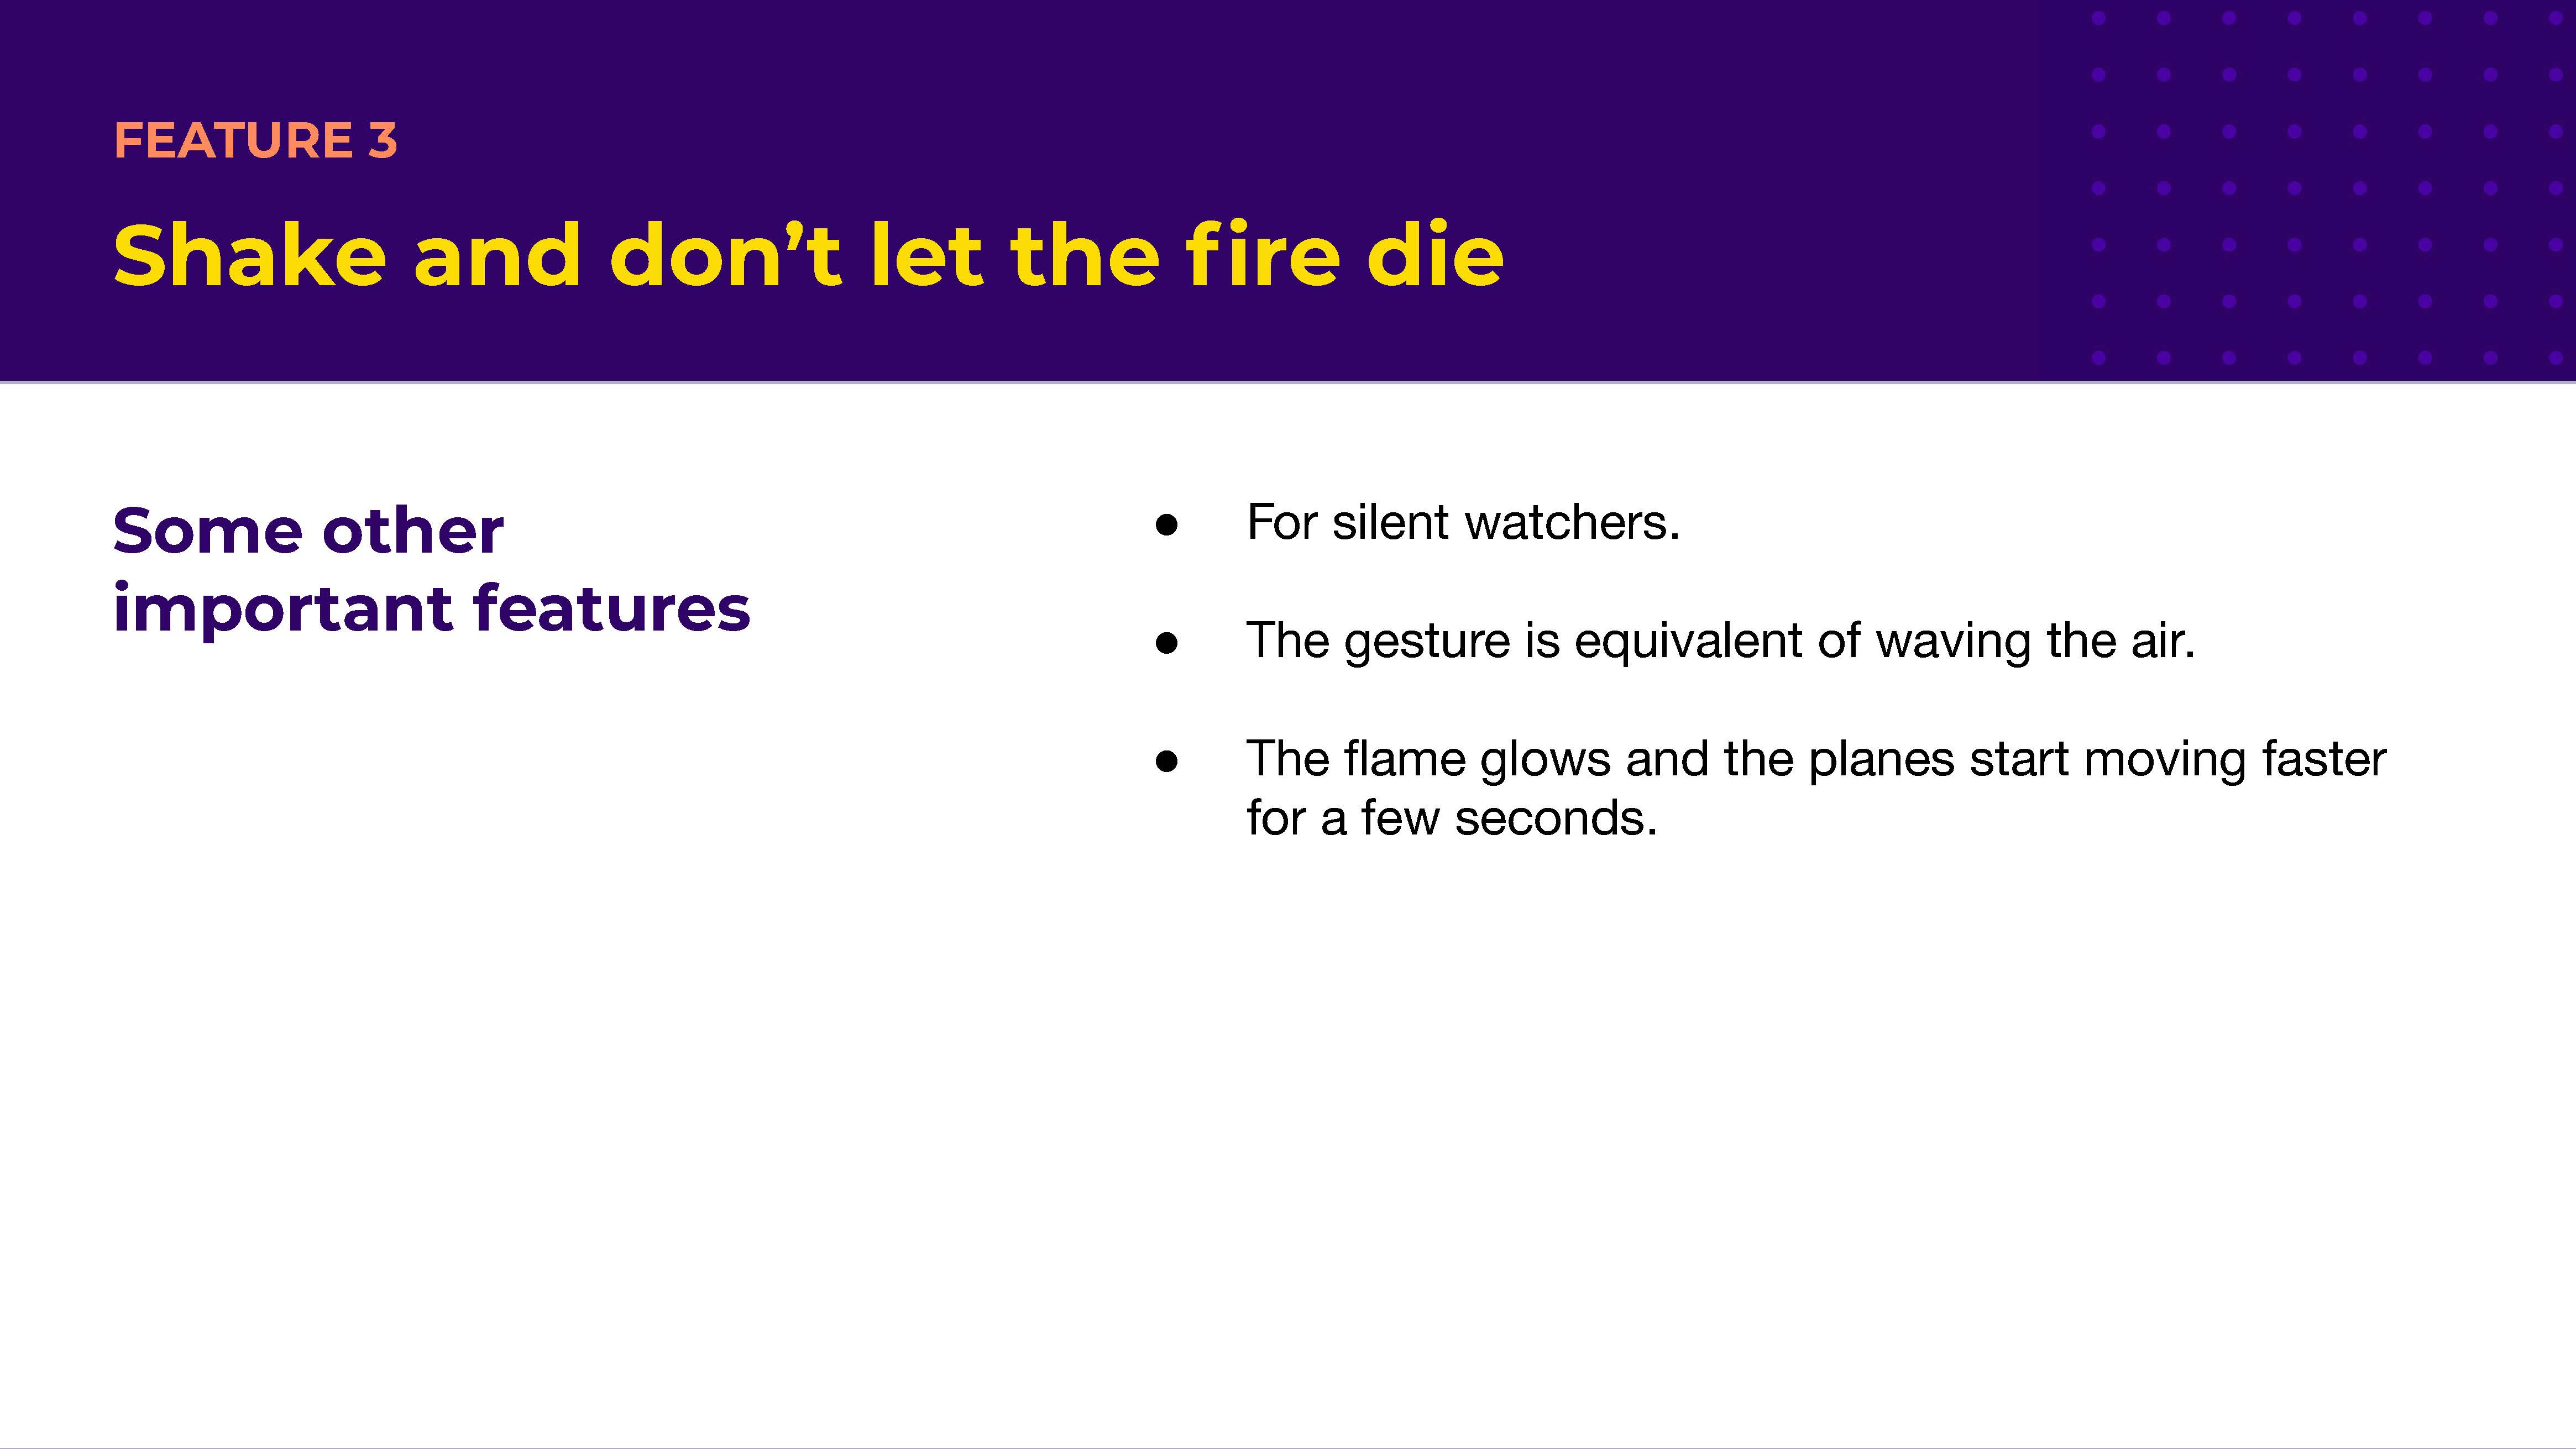 FEATURE 3
Shake and don’t let the fire die
Some other
important features
● For silent watchers.
● The gesture is equivalent of waving the air.
● The flame glows and the planes start moving faster
for a few seconds.